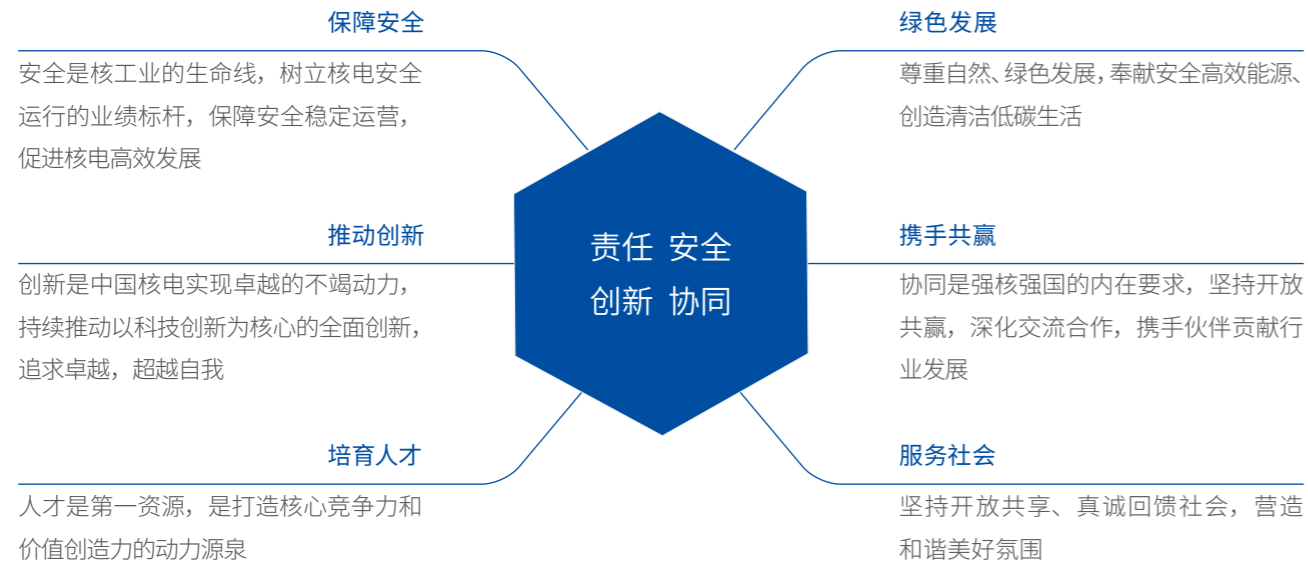 保障安全
安全是核工业的生命线，树立核电安全
运行的业绩标杆，保障安全稳定运营，
促进核电高效发展
推动创新
创新是中国核电实现卓越的不竭动力，
持续推动以科技创新为核心的全面创新，
追求卓越，超越自我
培育人才
人才是第一资源，是打造核心竞争力和
价值创造力的动力源泉
责任 安全
创新 协同
绿色发展
尊重自然、绿色发展，奉献安全高效能源、
创造清洁低碳生活
携手共赢
协同是强核强国的内在要求，坚持开放
共赢，深化交流合作，携手伙伴贡献行
业发展
服务社会
坚持开放共享、真诚回馈社会，营造
和谐美好氛围